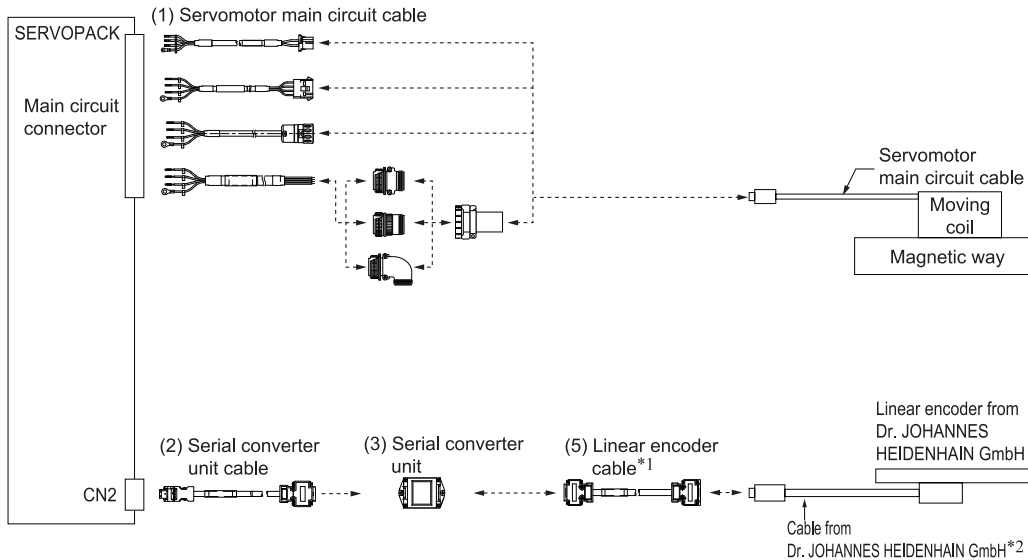 (1) Servomotor main circuit cable
SERVOPACK
Main circuit
connector
Servomotor
main circuit cable
Moving
coil
Magnetic way
Linear encoder from
Dr. JOHANNES
HEIDENHAIN GmbH
(2) Serial converter
unit cable
(3) Serial converter
unit
(5) Linear encoder
cable*1
CN2
Cable from
Dr. JOHANNES HEIDENHAIN GmbH*2